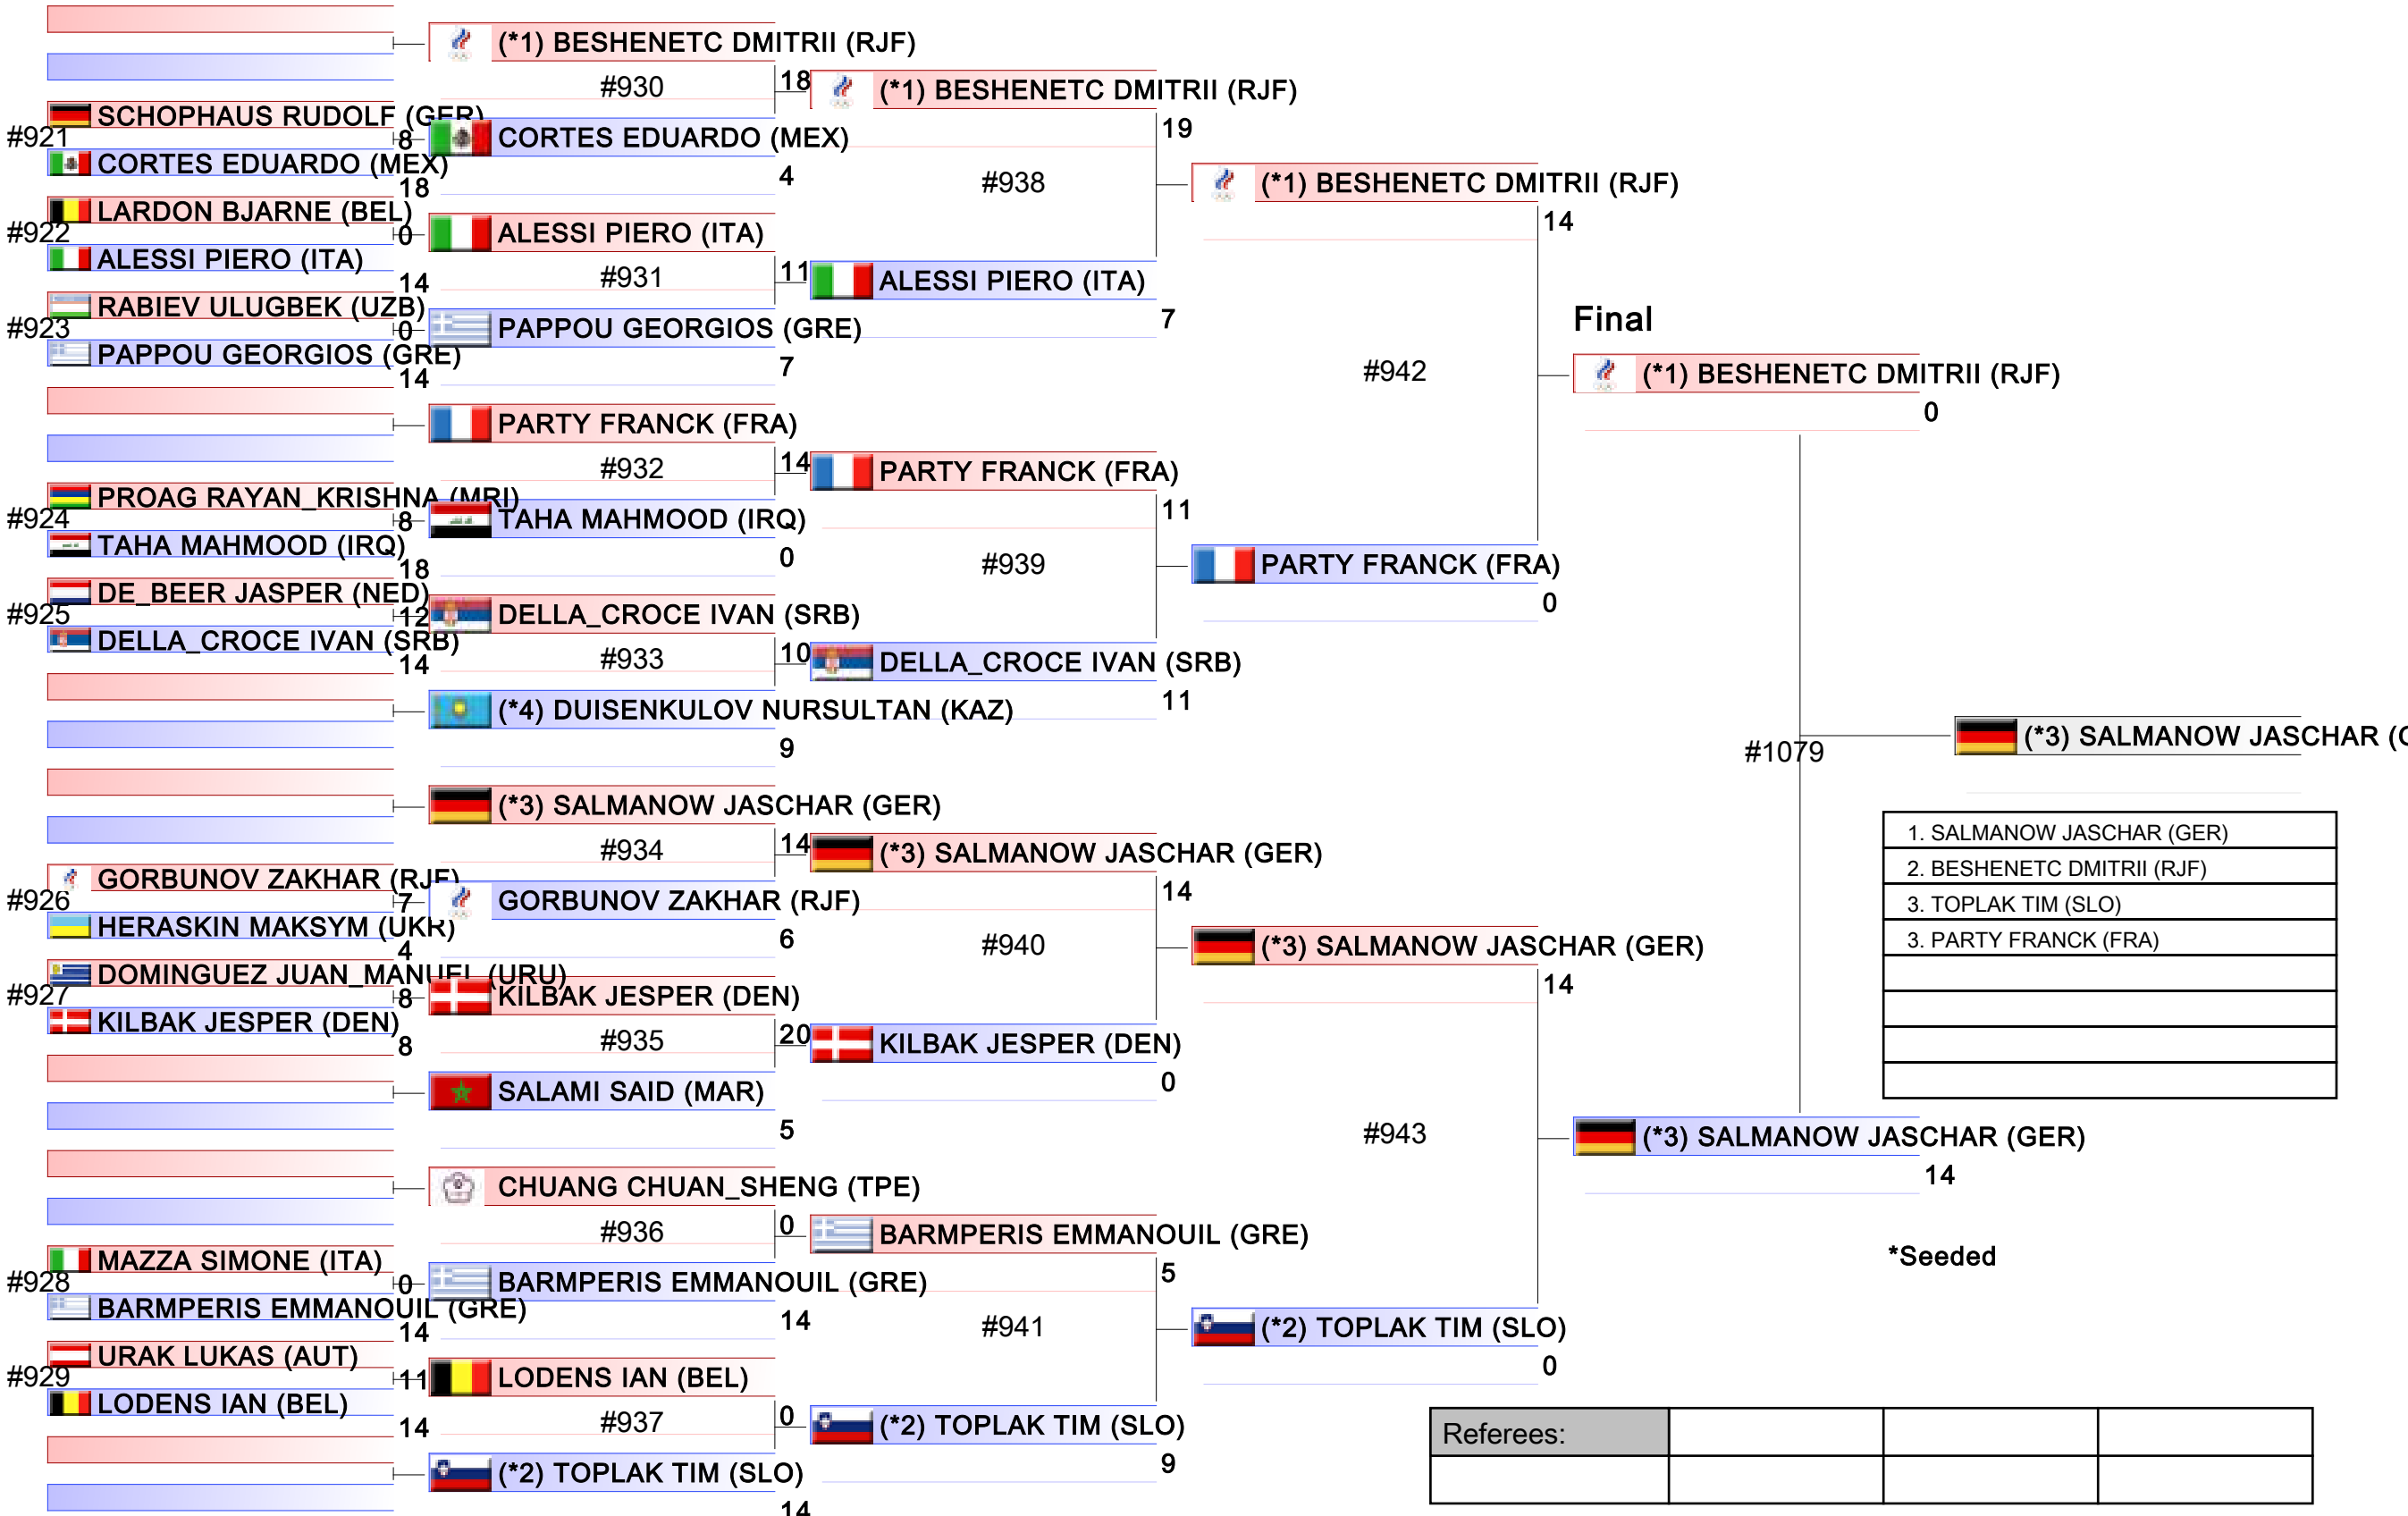 (*1) BESHENETC DMITRII (RJF)
#930
18
(*1) BESHENETC DMITRII (RJF)
19
SCHOPHAUS RUDOLF (GER)
#921
8
CORTES EDUARDO (MEX)
CORTES EDUARDO (MEX)
18
4
#938
(*1) BESHENETC DMITRII (RJF)
14
LARDON BJARNE (BEL)
#922
0
ALESSI PIERO (ITA)
ALESSI PIERO (ITA)
14
#931
11
ALESSI PIERO (ITA)
7
RABIEV ULUGBEK (UZB)
#923
0
PAPPOU GEORGIOS (GRE)
PAPPOU GEORGIOS (GRE)
14
7
Final
#942
(*1) BESHENETC DMITRII (RJF)
0
PARTY FRANCK (FRA)
#932
14
PARTY FRANCK (FRA)
11
PROAG RAYAN_KRISHNA (MRI)
#924
8
TAHA MAHMOOD (IRQ)
TAHA MAHMOOD (IRQ)
18
0
#939
PARTY FRANCK (FRA)
0
DE_BEER JASPER (NED)
#925
12
DELLA_CROCE IVAN (SRB)
DELLA_CROCE IVAN (SRB)
14
#933
10
DELLA_CROCE IVAN (SRB)
11
(*4) DUISENKULOV NURSULTAN (KAZ)
9
#1079
(*3) SALMANOW JASCHAR (G
(*3) SALMANOW JASCHAR (GER)
#934
14
(*3) SALMANOW JASCHAR (GER)
14
1. SALMANOW JASCHAR (GER)
2. BESHENETC DMITRII (RJF)
3. TOPLAK TIM (SLO)
3. PARTY FRANCK (FRA)
GORBUNOV ZAKHAR (RJF)
#926
7
GORBUNOV ZAKHAR (RJF)
HERASKIN MAKSYM (UKR)
4
6
#940
(*3) SALMANOW JASCHAR (GER)
14
DOMINGUEZ JUAN_MANUEL (URU)
#927
8
KILBAK JESPER (DEN)
KILBAK JESPER (DEN)
8
#935
20
KILBAK JESPER (DEN)
0
SALAMI SAID (MAR)
5
#943
(*3) SALMANOW JASCHAR (GER)
14
CHUANG CHUAN_SHENG (TPE)
#936
0
BARMPERIS EMMANOUIL (GRE)
5
MAZZA SIMONE (ITA)
#928
0
BARMPERIS EMMANOUIL (GRE)
BARMPERIS EMMANOUIL (GRE)
14
14
#941
(*2) TOPLAK TIM (SLO)
0
*Seeded
URAK LUKAS (AUT)
#929
11
LODENS IAN (BEL)
LODENS IAN (BEL)
14
#937
0
(*2) TOPLAK TIM (SLO)
9
(*2) TOPLAK TIM (SLO)
14
Referees: